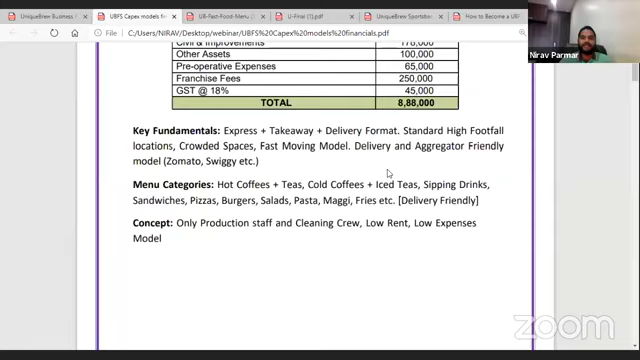 UniqueBrew Business
UBFS Capex models finan
UB-Fast-Food-Menu
U-Final (1).pdf
UniqueBrew Sportsba
How to Become a UB
C:/Users/NIRAV/Desktop/webinar/UBFS%20Capex%20models%20financials.pdf
Nirav Parmar
Civil & Improvements 178,000
Other Assets 100,000
Pre-operative Expenses 65,000
Franchise Fees 250,000
GST @ 18% 45,000
TOTAL 8,88,000
Key Fundamentals: Express + Takeaway + Delivery Format. Standard High Footfall
locations, Crowded Spaces, Fast Moving Model. Delivery and Aggregator Friendly
model (Zomato, Swiggy etc.)
Menu Categories: Hot Coffees + Teas, Cold Coffees + Iced Teas, Sipping Drinks,
Sandwiches, Pizzas, Burgers, Salads, Pasta, Maggi, Fries etc. [Delivery Friendly]
Concept: Only Production staff and Cleaning Crew, Low Rent, Low Expenses
Model
zoom